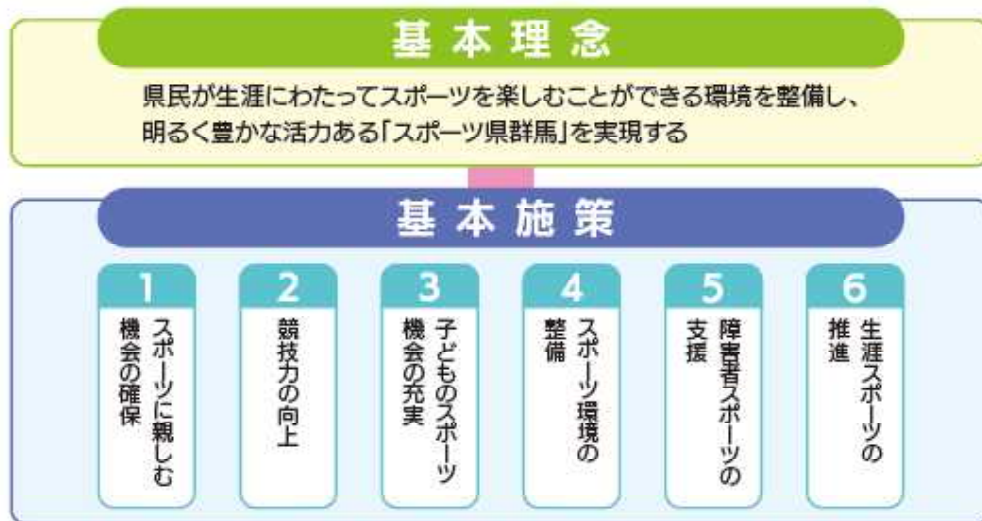 基本理念
県民が生涯にわたってスポーツを楽しむことができる環境を整備し、
明るく豊かな活力ある「スポーツ県群馬」を実現する
基本施策
1
スポーツに親しむ
機会の確保
2
競技力の向上
3
子どものスポーツ
機会の充実
4
スポーツ環境の
整備
5
障害者スポーツの
支援
6
生涯スポーツの
推進